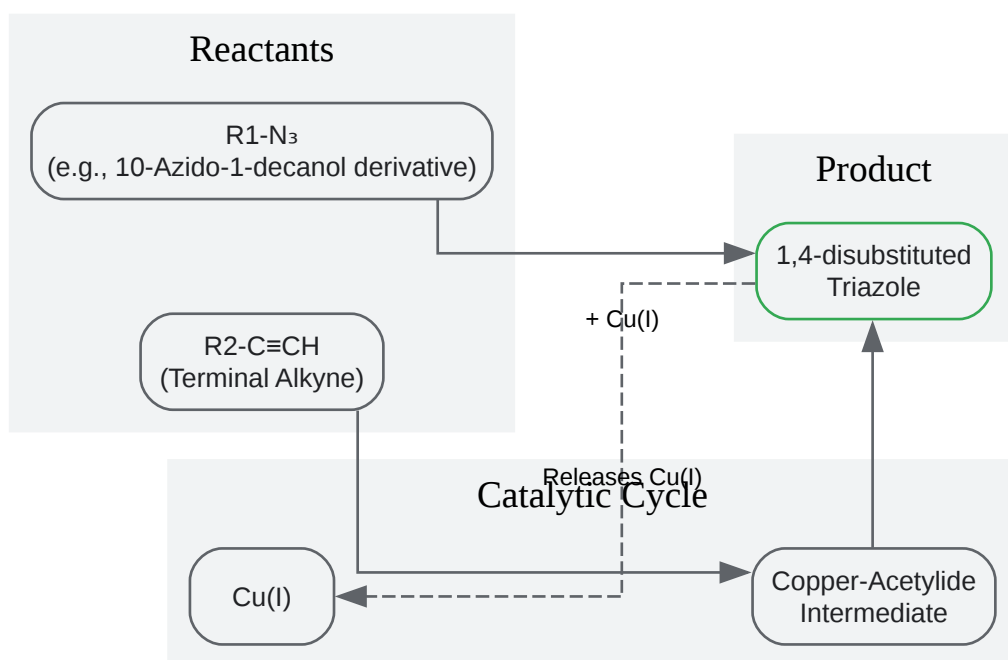 Reactants
R1-N₃
(e.g., 10-Azido-1-decanol derivative)
Product
1,4-disubstituted
Triazole
+ Cu(I)
R2-C≡CH
(Terminal Alkyne)
Releases Cu(I)
Catalytic Cycle
Cu(I)
Copper-Acetylide
Intermediate